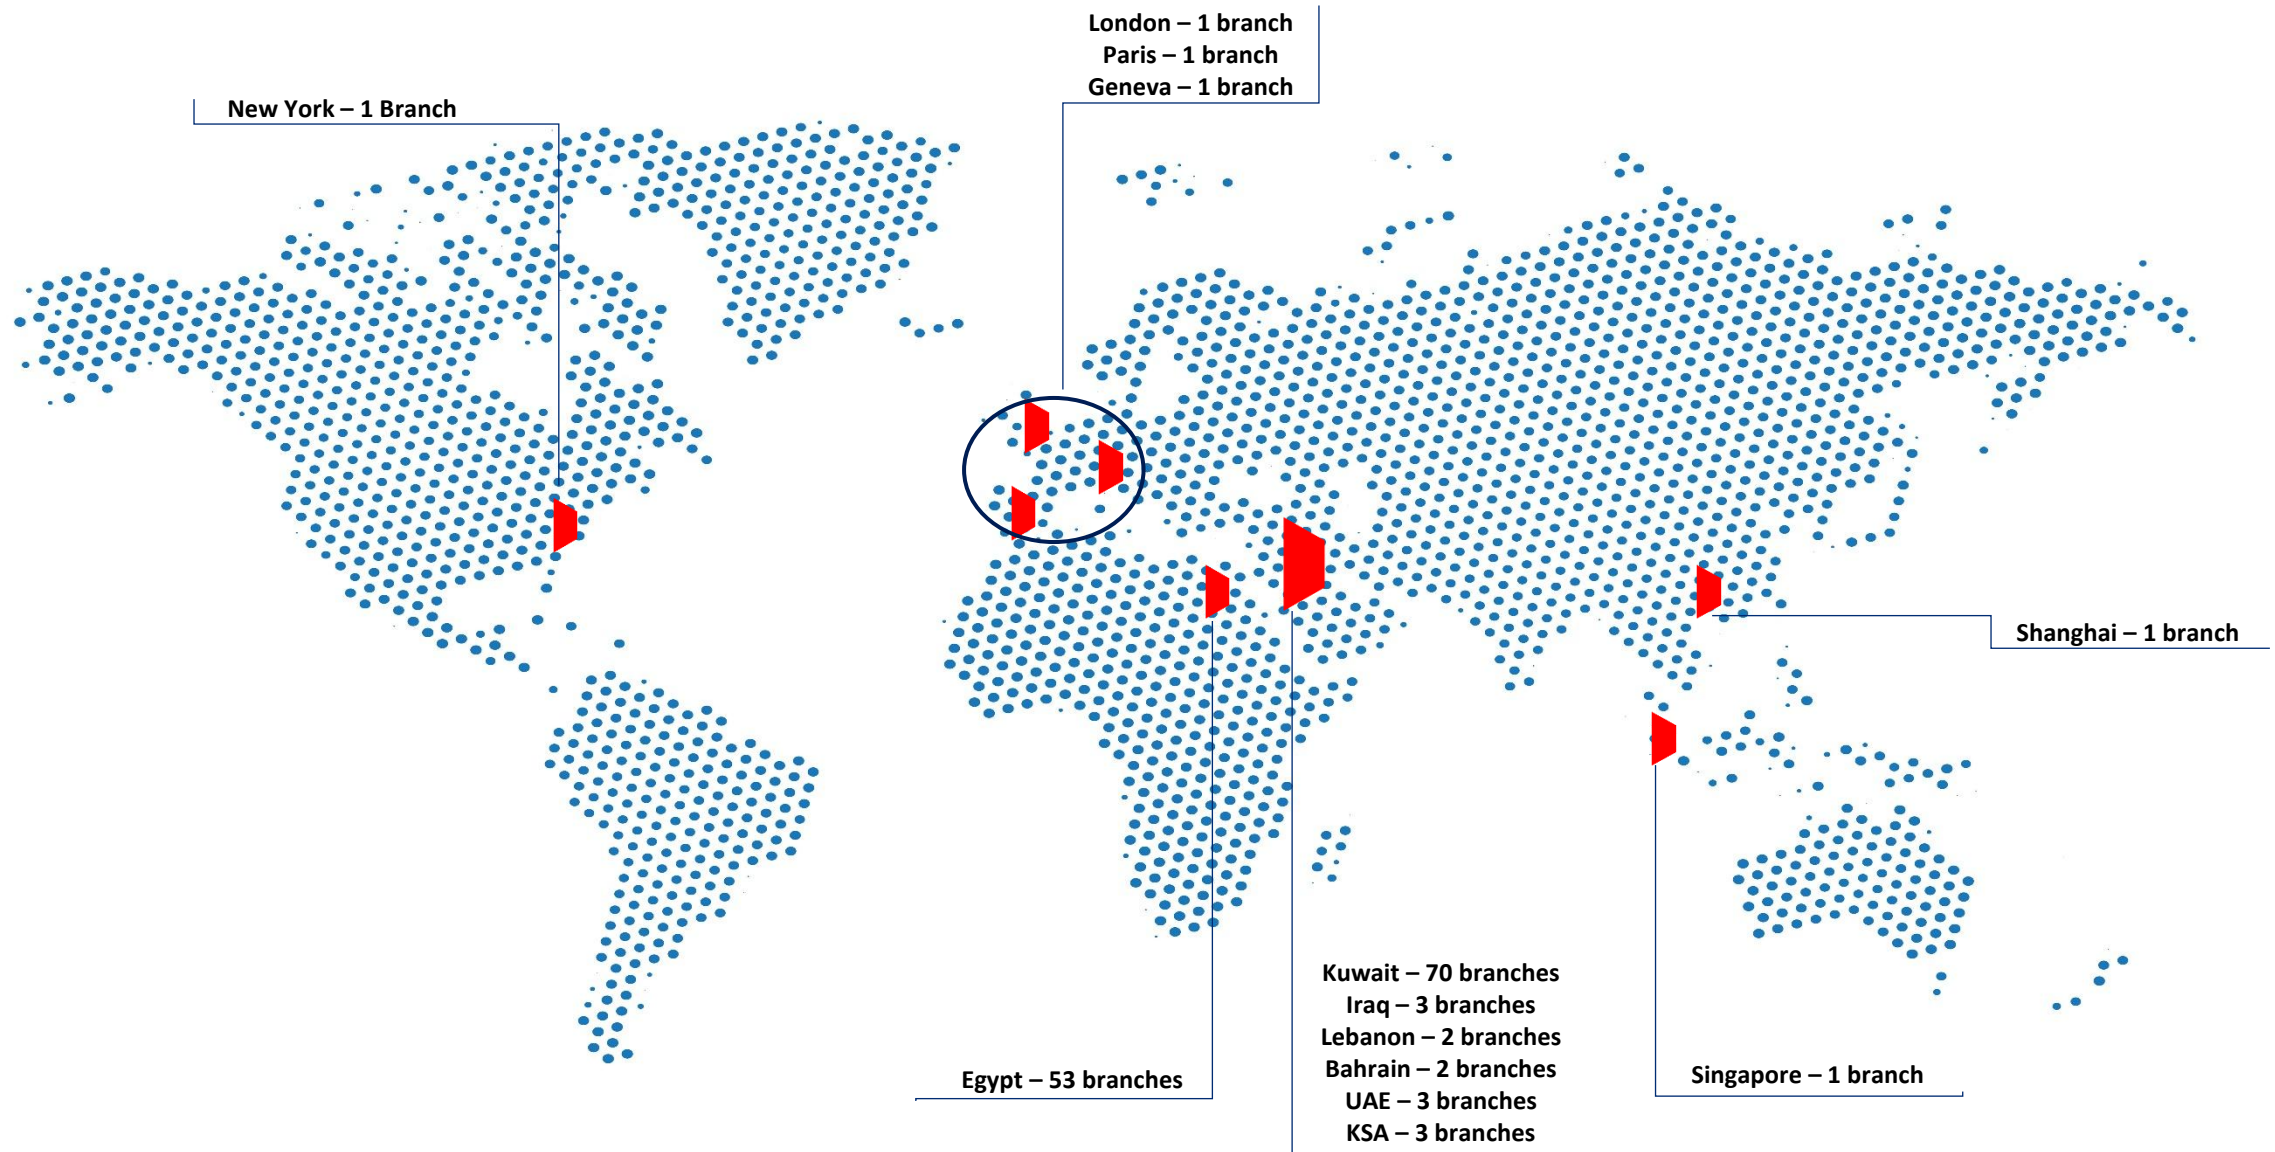 London – 1 branch
Paris – 1 branch
Geneva – 1 branch
New York – 1 Branch
Shanghai – 1 branch
Kuwait – 70 branches
Iraq – 3 branches
Lebanon – 2 branches
Bahrain – 2 branches
UAE – 3 branches
KSA – 3 branches
Egypt – 53 branches
Singapore – 1 branch